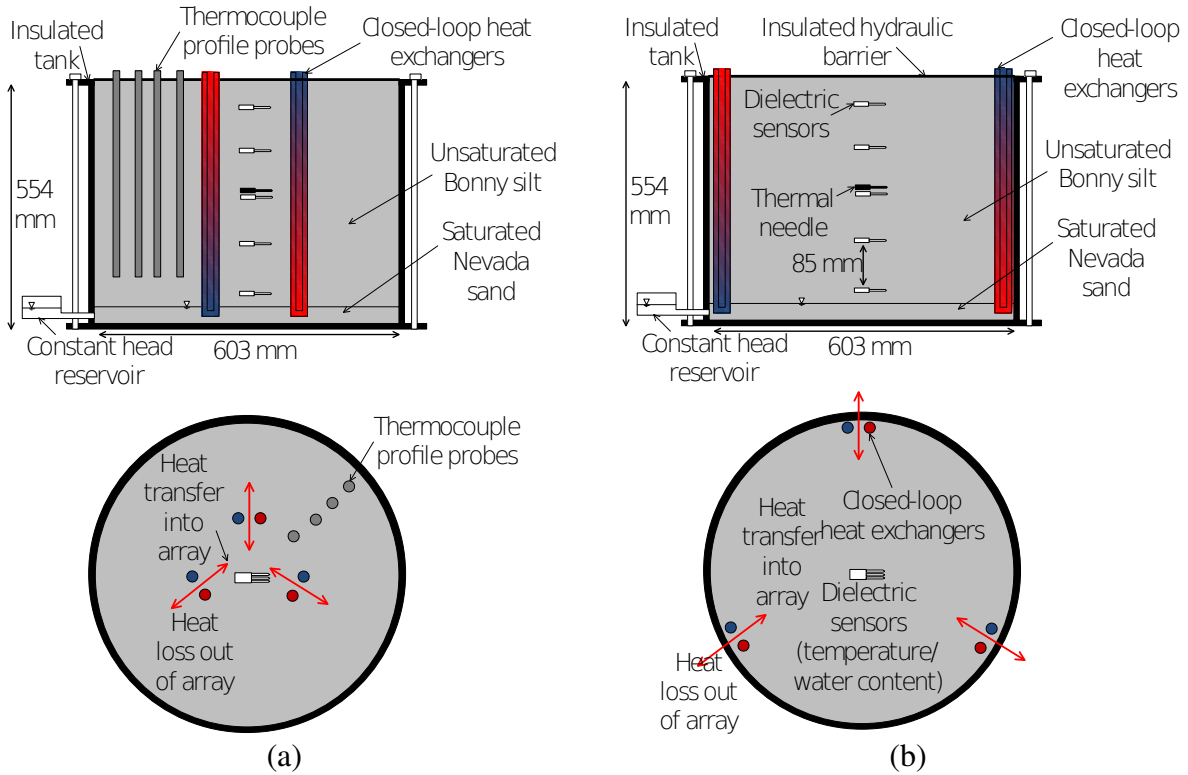 Thermocouple
profile probes
Insulated
tank
Closed-loop heat
exchangers
Unsaturated
Bonny silt
554
mm
Saturated
Nevada
sand
603 mm
Constant head
reservoir
Thermocouple
profile probes
Heat
transfer
into
array
Heat
loss out
of array
(a)
Insulated hydraulic
barrier
Insulated
tank
Closed-loop
heat
exchangers
Dielectric
sensors
Unsaturated
Bonny silt
554
mm
Thermal
needle
Saturated
Nevada
sand
85 mm
603 mm
Constant head
reservoir
Closed-loop
heat exchangers
Heat
transfer
into
array
Dielectric
sensors
(temperature/
water content)
Heat
loss out
of array
(b)